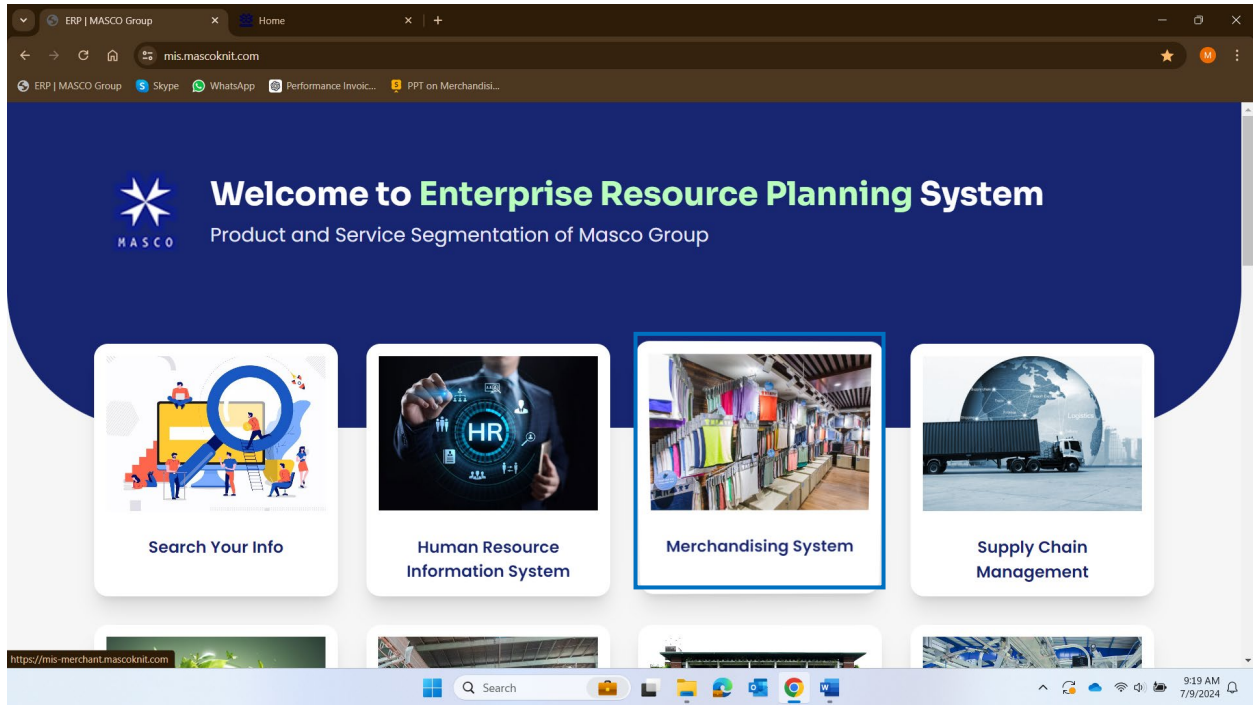 ERP | MASCO Group
Home
mis.mascoknit.com
M
ERP | MASCO Group
Skype
WhatsApp
Performance Invoic...
PPT on Merchandisi...
MASCO
Welcome to Enterprise Resource Planning System
Product and Service Segmentation of Masco Group
HR
Logistics
Search Your Info
Human Resource
Information System
Merchandising System
Supply Chain
Management
https://mis-merchant.mascoknit.com
Search
9:19 AM
7/9/2024